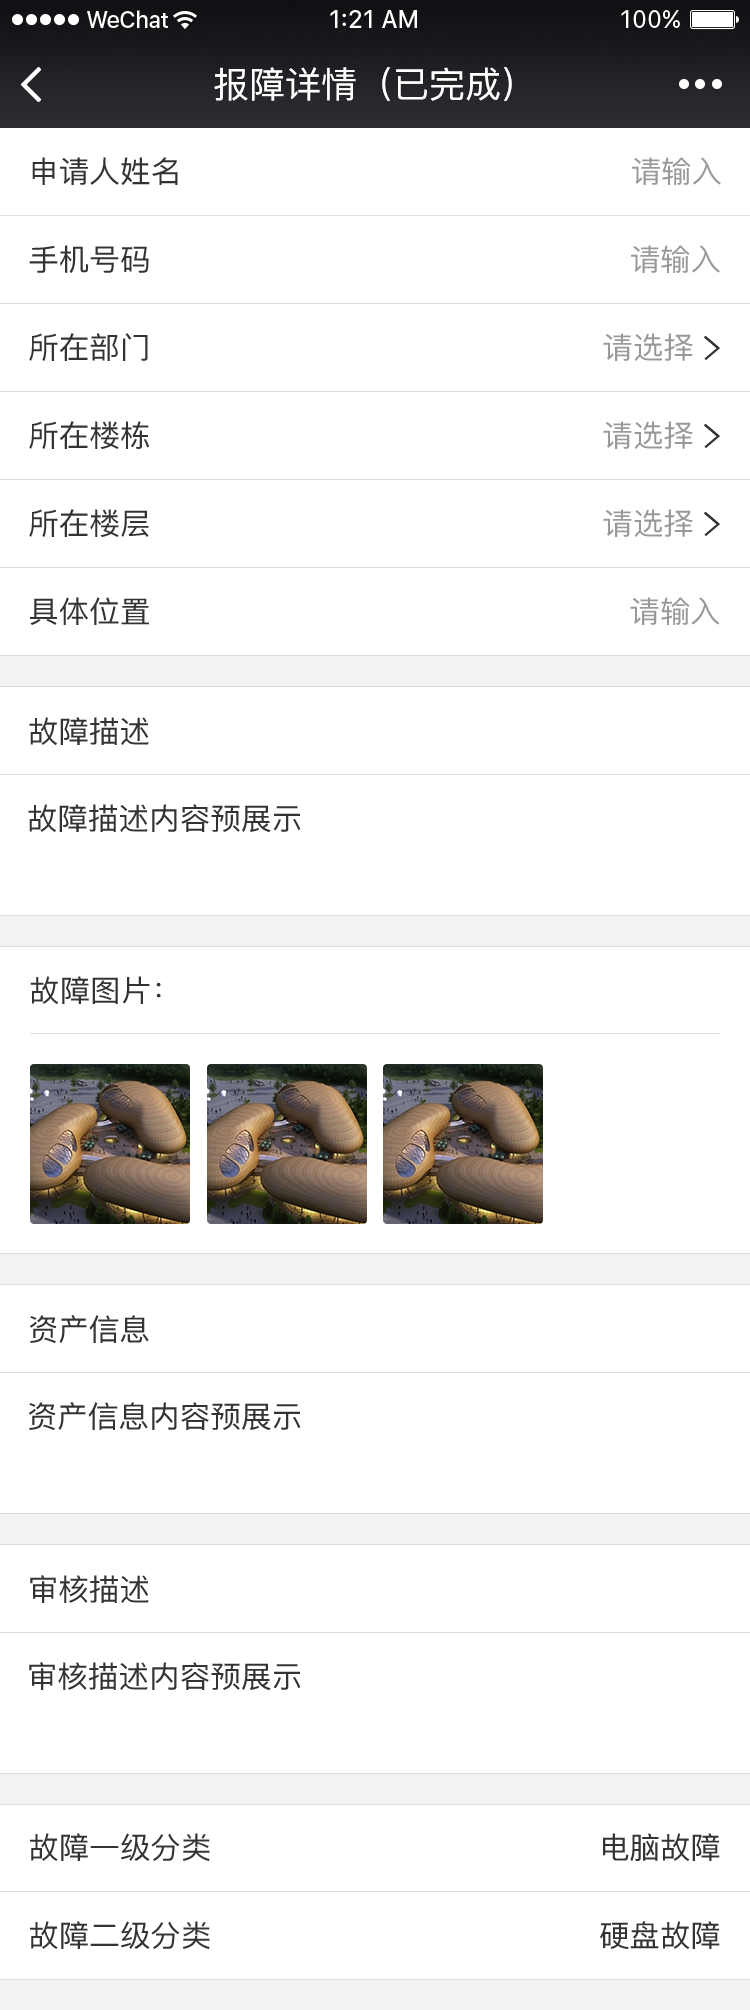 WeChat 1:21 AM 100%
报障详情（已完成）
申请人姓名 请输入
手机号码 请输入
所在部门 请选择
所在楼栋 请选择
所在楼层 请选择
具体位置 请输入
故障描述
故障描述内容预展示
故障图片：
资产信息
资产信息内容预展示
审核描述
审核描述内容预展示
故障一级分类 电脑故障
故障二级分类 硬盘故障